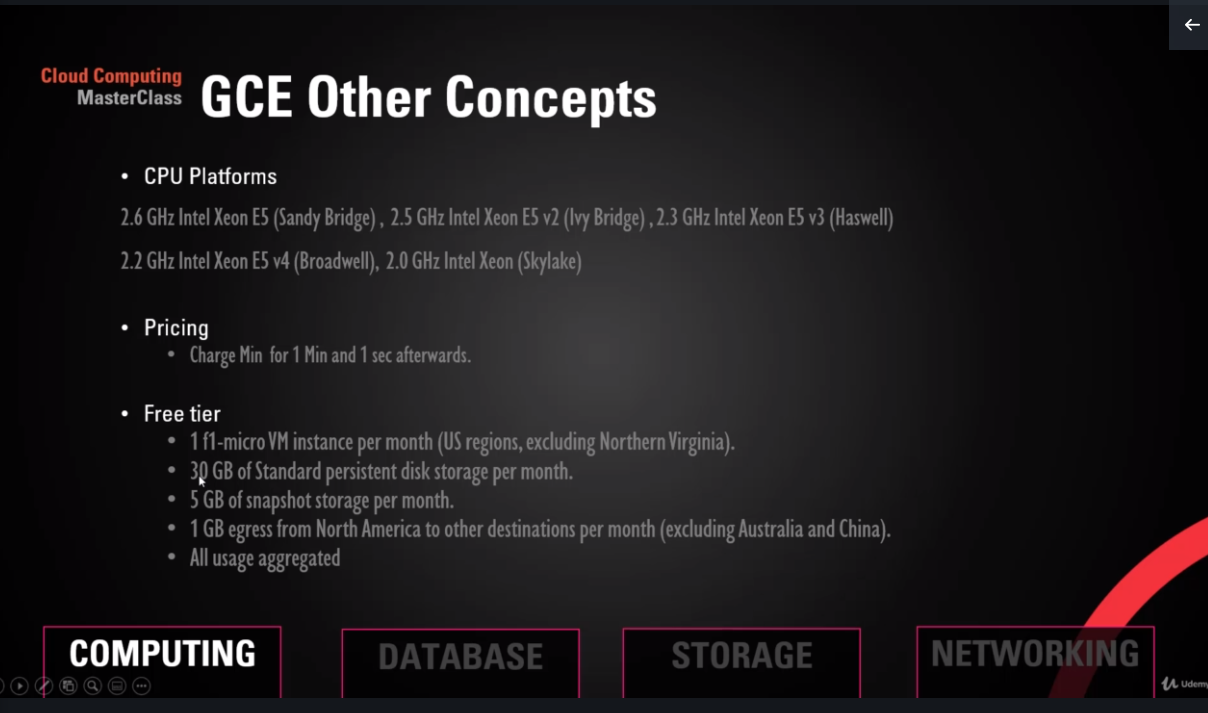 Cloud Computing
MasterClass
GCE Other Concepts
• CPU Platforms
2.6 GHz Intel Xeon E5 (Sandy Bridge) , 2.5 GHz Intel Xeon E5 v2 (Ivy Bridge) , 2.3 GHz Intel Xeon E5 v3 (Haswell)
2.2 GHz Intel Xeon E5 v4 (Broadwell), 2.0 GHz Intel Xeon (Skylake)
• Pricing
• Charge Min for 1 Min and 1 sec afterwards.
• Free tier
• 1 f1-micro VM instance per month (US regions, excluding Northern Virginia).
• 30 GB of Standard persistent disk storage per month.
• 5 GB of snapshot storage per month.
• 1 GB egress from North America to other destinations per month (excluding Australia and China).
• All usage aggregated
COMPUTING
DATABASE
STORAGE
NETWORKING
Udemy